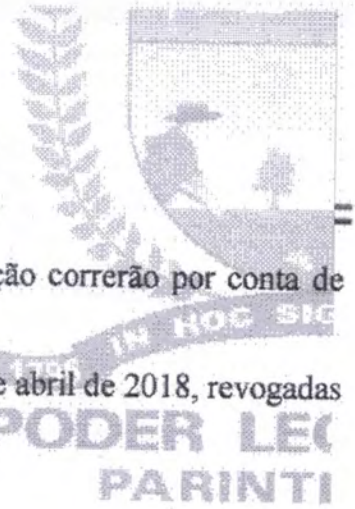 ção correrão por conta de
IN HOC SIG
e abril de 2018, revogadas
PODER LE
PARINTI